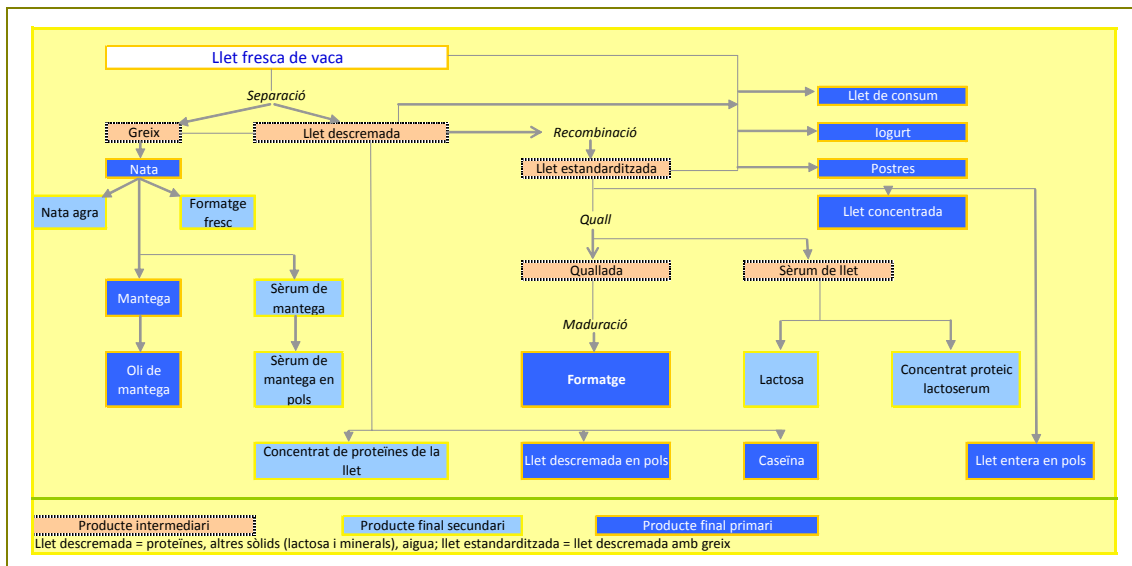 Llet fresca de vaca
Separació
Llet de consum
Greix
Llet descremada
Recombinació
Iogurt
Nata
Llet estandarditzada
Postres
Nata agra
Formatge
fresc
Llet concentrada
Quall
Quallada
Sèrum de llet
Mantega
Sèrum de
mantega
Maduració
Oli de
mantega
Sèrum de
mantega en
pols
Formatge
Lactosa
Concentrat proteic
lactoserum
Concentrat de proteïnes de la
llet
Llet descremada en pols
Caseïna
Llet entera en pols
Producte intermediari
Producte final secundari
Producte final primari
Llet descremada = proteïnes, altres sòlids (lactosa i minerals), aigua; llet estandarditzada = llet descremada amb greix